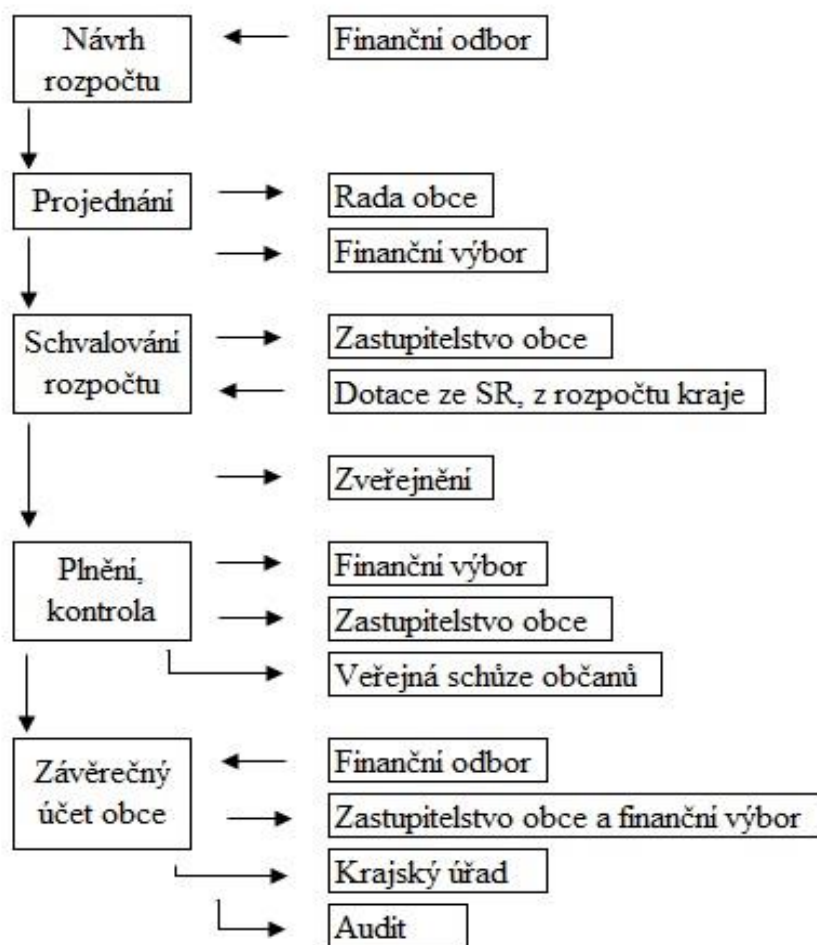 Návrh
rozpočtu
Finanční odbor
Projednání
Rada obce
Finanční výbor
Schvalování
rozpočtu
Zastupitelstvo obce
Dotace ze SR, z rozpočtu kraje
Zveřejnění
Plnění,
kontrola
Finanční výbor
Zastupitelstvo obce
Veřejná schůze občanů
Závěrečný
účet obce
Finanční odbor
Zastupitelstvo obce a finanční výbor
Krajský úřad
Audit